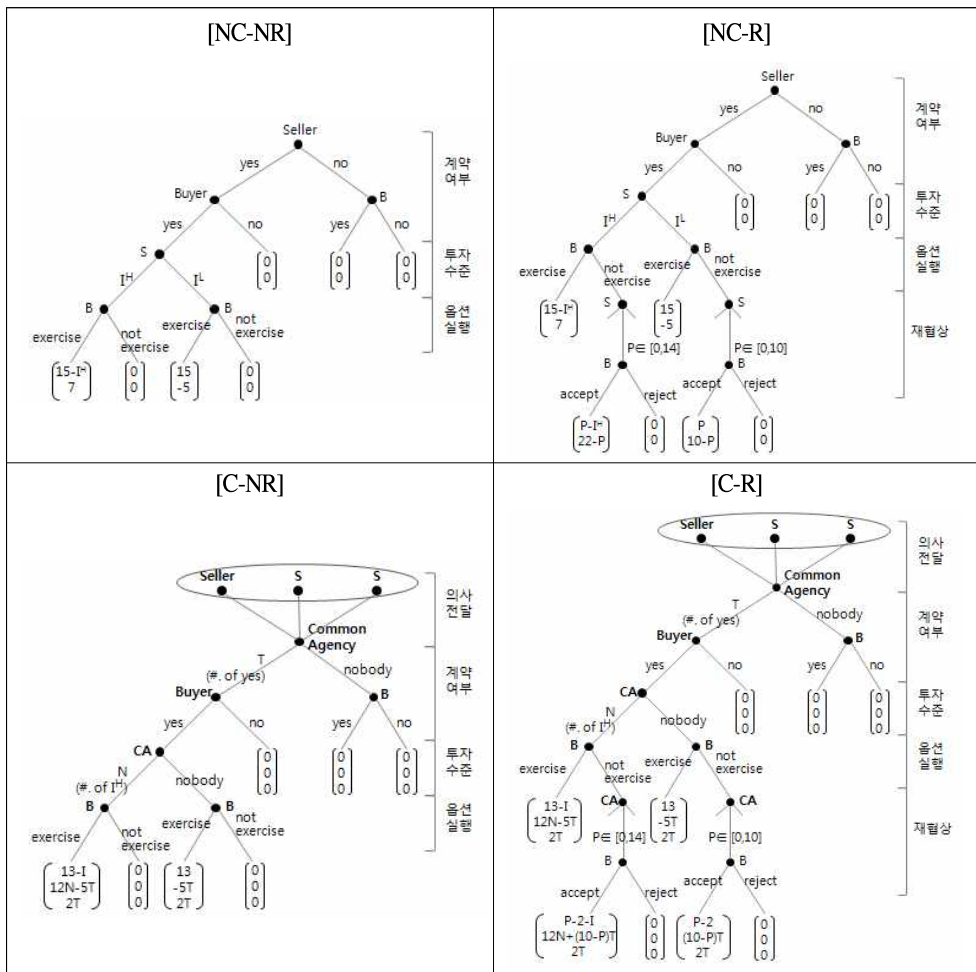 [NC-NR]
Seller
yes
no
계약
여부
Buyer
B
yes
no
yes
no
투자
수준
S
0
0
0
0
0
0
I^H
I^L
옵션
실행
B
B
exercise
not
exercise
exercise
not
exercise
15-I^H
7
0
0
15
-5
0
0
[NC-R]
Seller
yes
no
계약
여부
Buyer
B
yes
no
yes
no
투자
수준
S
0
0
0
0
0
0
I^H
I^L
옵션
실행
B
B
exercise
not
exercise
exercise
not
exercise
15-I^H
7
S
15
-5
S
재협상
P∈ [0,14]
P∈ [0,10]
B
B
accept
reject
accept
reject
P-I^H
22-P
0
0
P
10-P
0
0
[C-NR]
Seller
S
S
의사
전달
Common
Agency
T
(#. of yes)
nobody
계약
여부
Buyer
B
yes
no
yes
no
투자
수준
CA
0
0
0
0
0
0
0
0
0
N
(#. of I^H)
nobody
옵션
실행
B
B
exercise
not
exercise
exercise
not
exercise
13-I
12N-5T
2T
0
0
0
13
-5T
2T
0
0
0
[C-R]
Seller
S
S
의사
전달
Common
Agency
T
(#. of yes)
nobody
계약
여부
Buyer
B
yes
no
yes
no
투자
수준
CA
0
0
0
0
0
0
0
0
0
N
(#. of I^H)
nobody
옵션
실행
B
B
exercise
not
exercise
exercise
not
exercise
13-I
12N-5T
2T
CA
13
-5T
2T
CA
재협상
P∈ [0,14]
P∈ [0,10]
B
B
accept
reject
accept
reject
P-2-I
12N+(10-P)T
2T
0
0
0
P-2
(10-P)T
2T
0
0
0